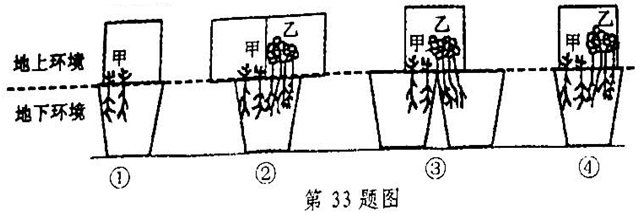 地上环境
地下环境
甲
甲 乙
甲 乙
甲 乙
① ② ③ ④
第 33 题图